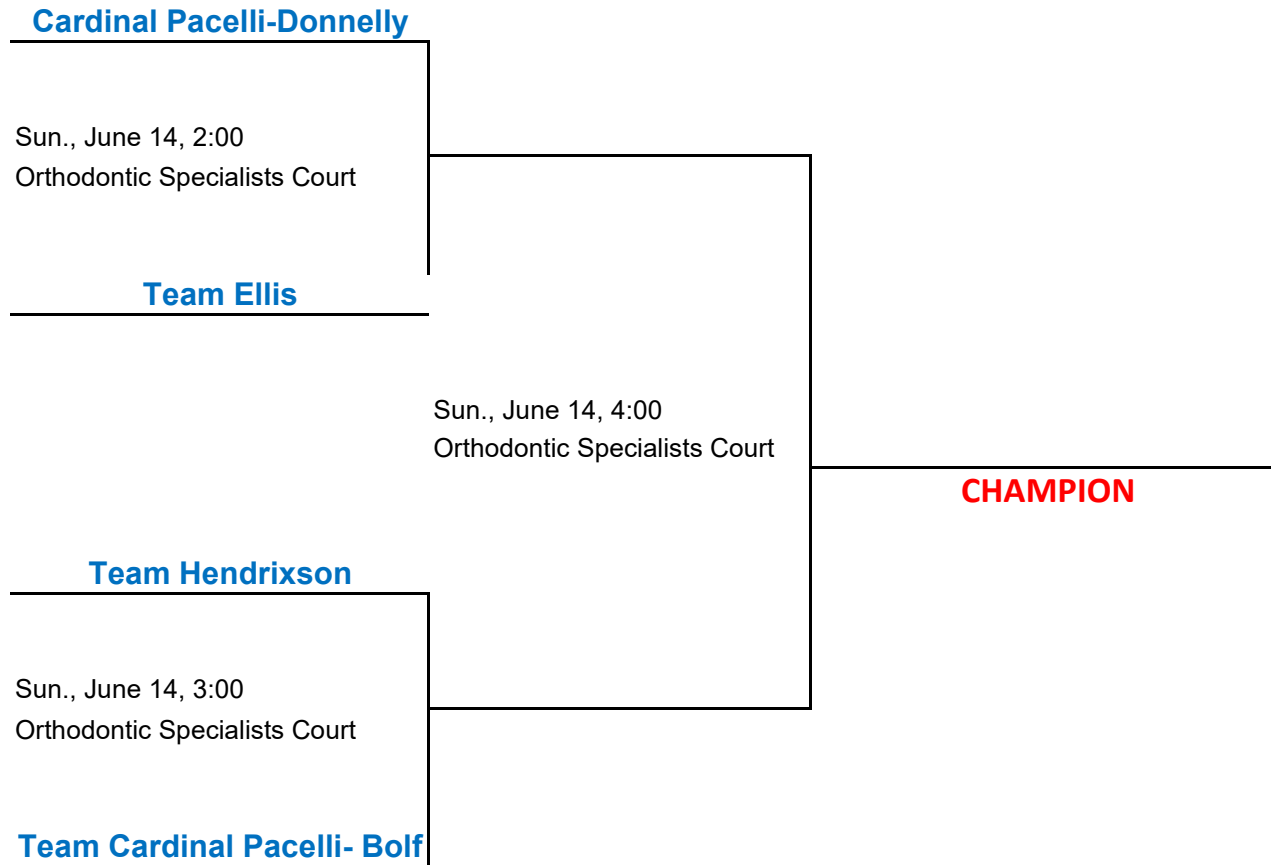 Cardinal Pacelli-Donnelly
Sun., June 14, 2:00
Orthodontic Specialists Court
Team Ellis
Sun., June 14, 4:00
Orthodontic Specialists Court
CHAMPION
Team Hendrixson
Sun., June 14, 3:00
Orthodontic Specialists Court
Team Cardinal Pacelli- Bolf